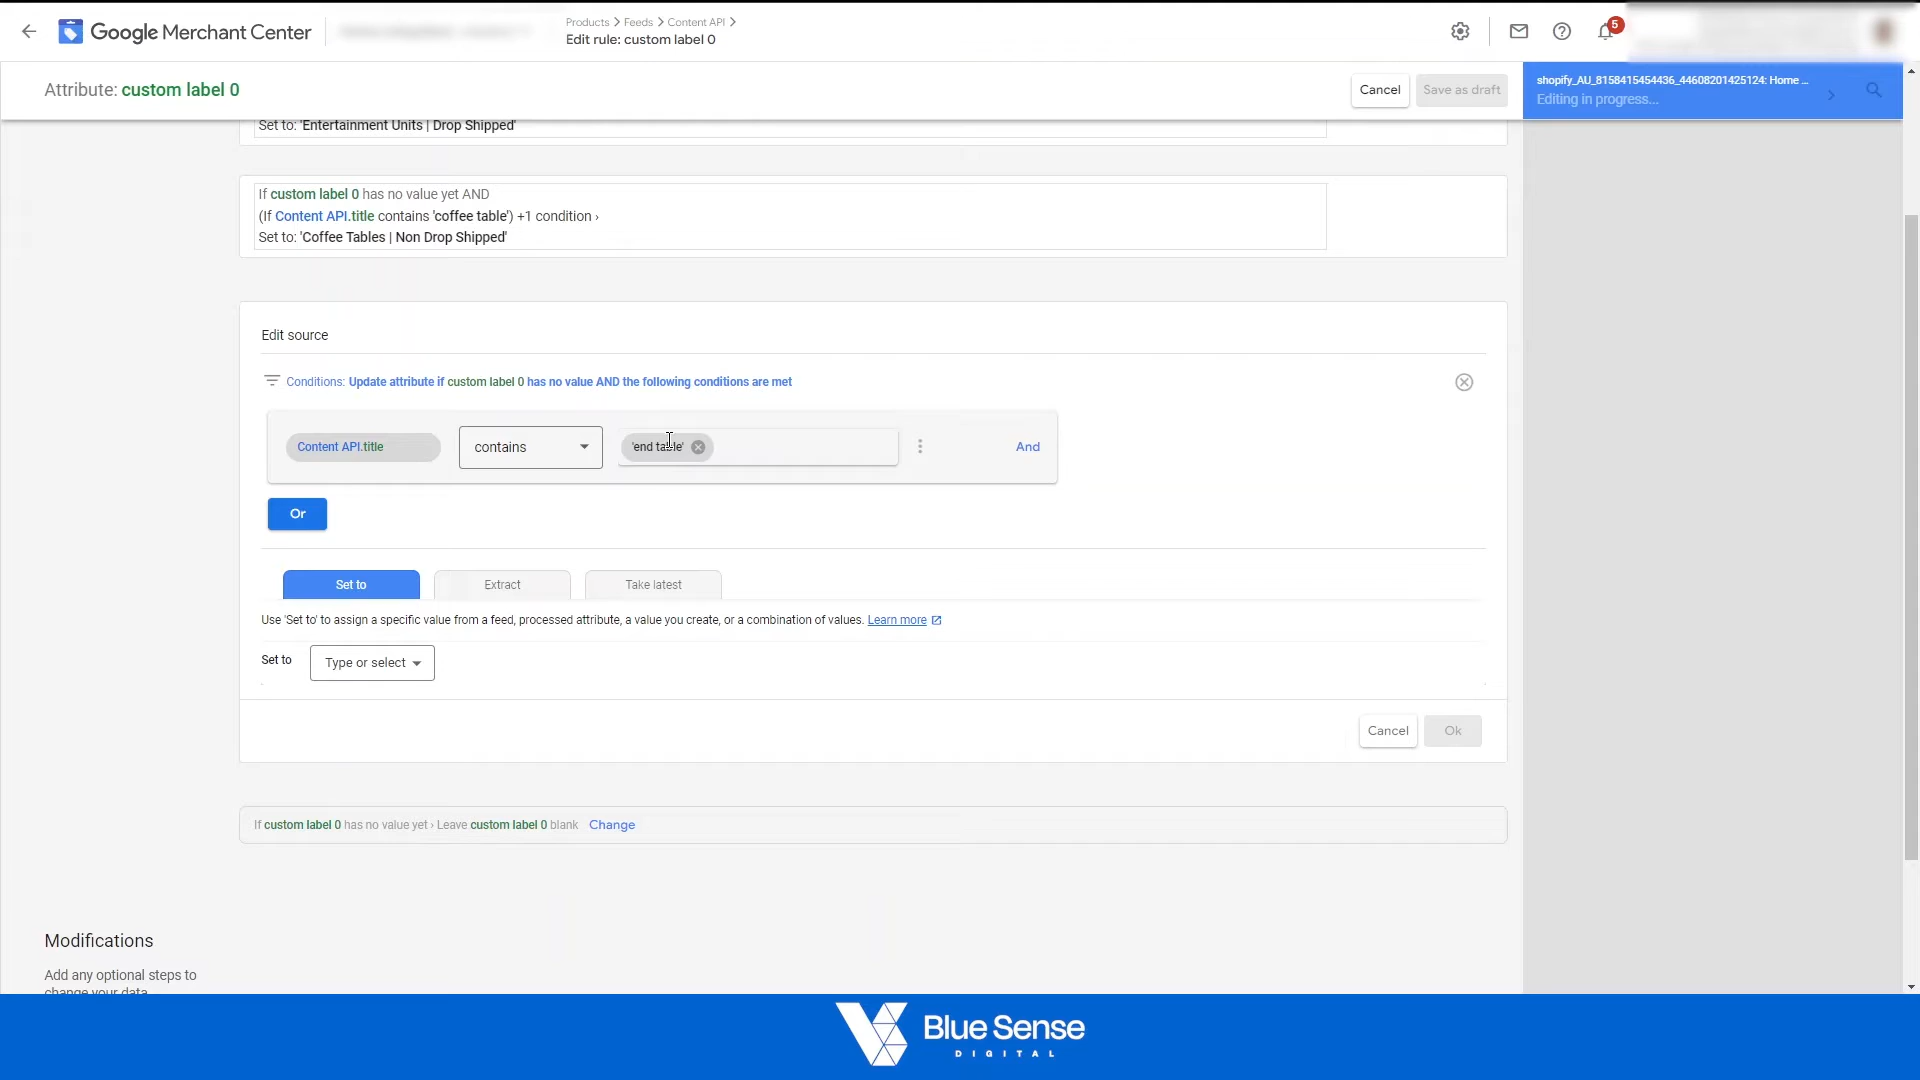 Google Merchant Center
Products > Feeds > Content API >
Edit rule: custom label 0
5
Attribute: custom label 0
Cancel
Save as draft
shopify_AU_8158415454436_44608201425124: Home ...
Editing in progress...
Set to: 'Entertainment Units | Drop Shipped'
If custom label 0 has no value yet AND
(If Content API.title contains 'coffee table') +1 condition ›
Set to: 'Coffee Tables | Non Drop Shipped'
Edit source
Conditions: Update attribute if custom label 0 has no value AND the following conditions are met
Content API.title
contains
'end table'
And
Or
Set to
Extract
Take latest
Use 'Set to' to assign a specific value from a feed, processed attribute, a value you create, or a combination of values. Learn more
Set to
Type or select
Cancel
Ok
If custom label 0 has no value yet › Leave custom label 0 blank Change
Modifications
Add any optional steps to
change your data
Blue Sense
DIGITAL